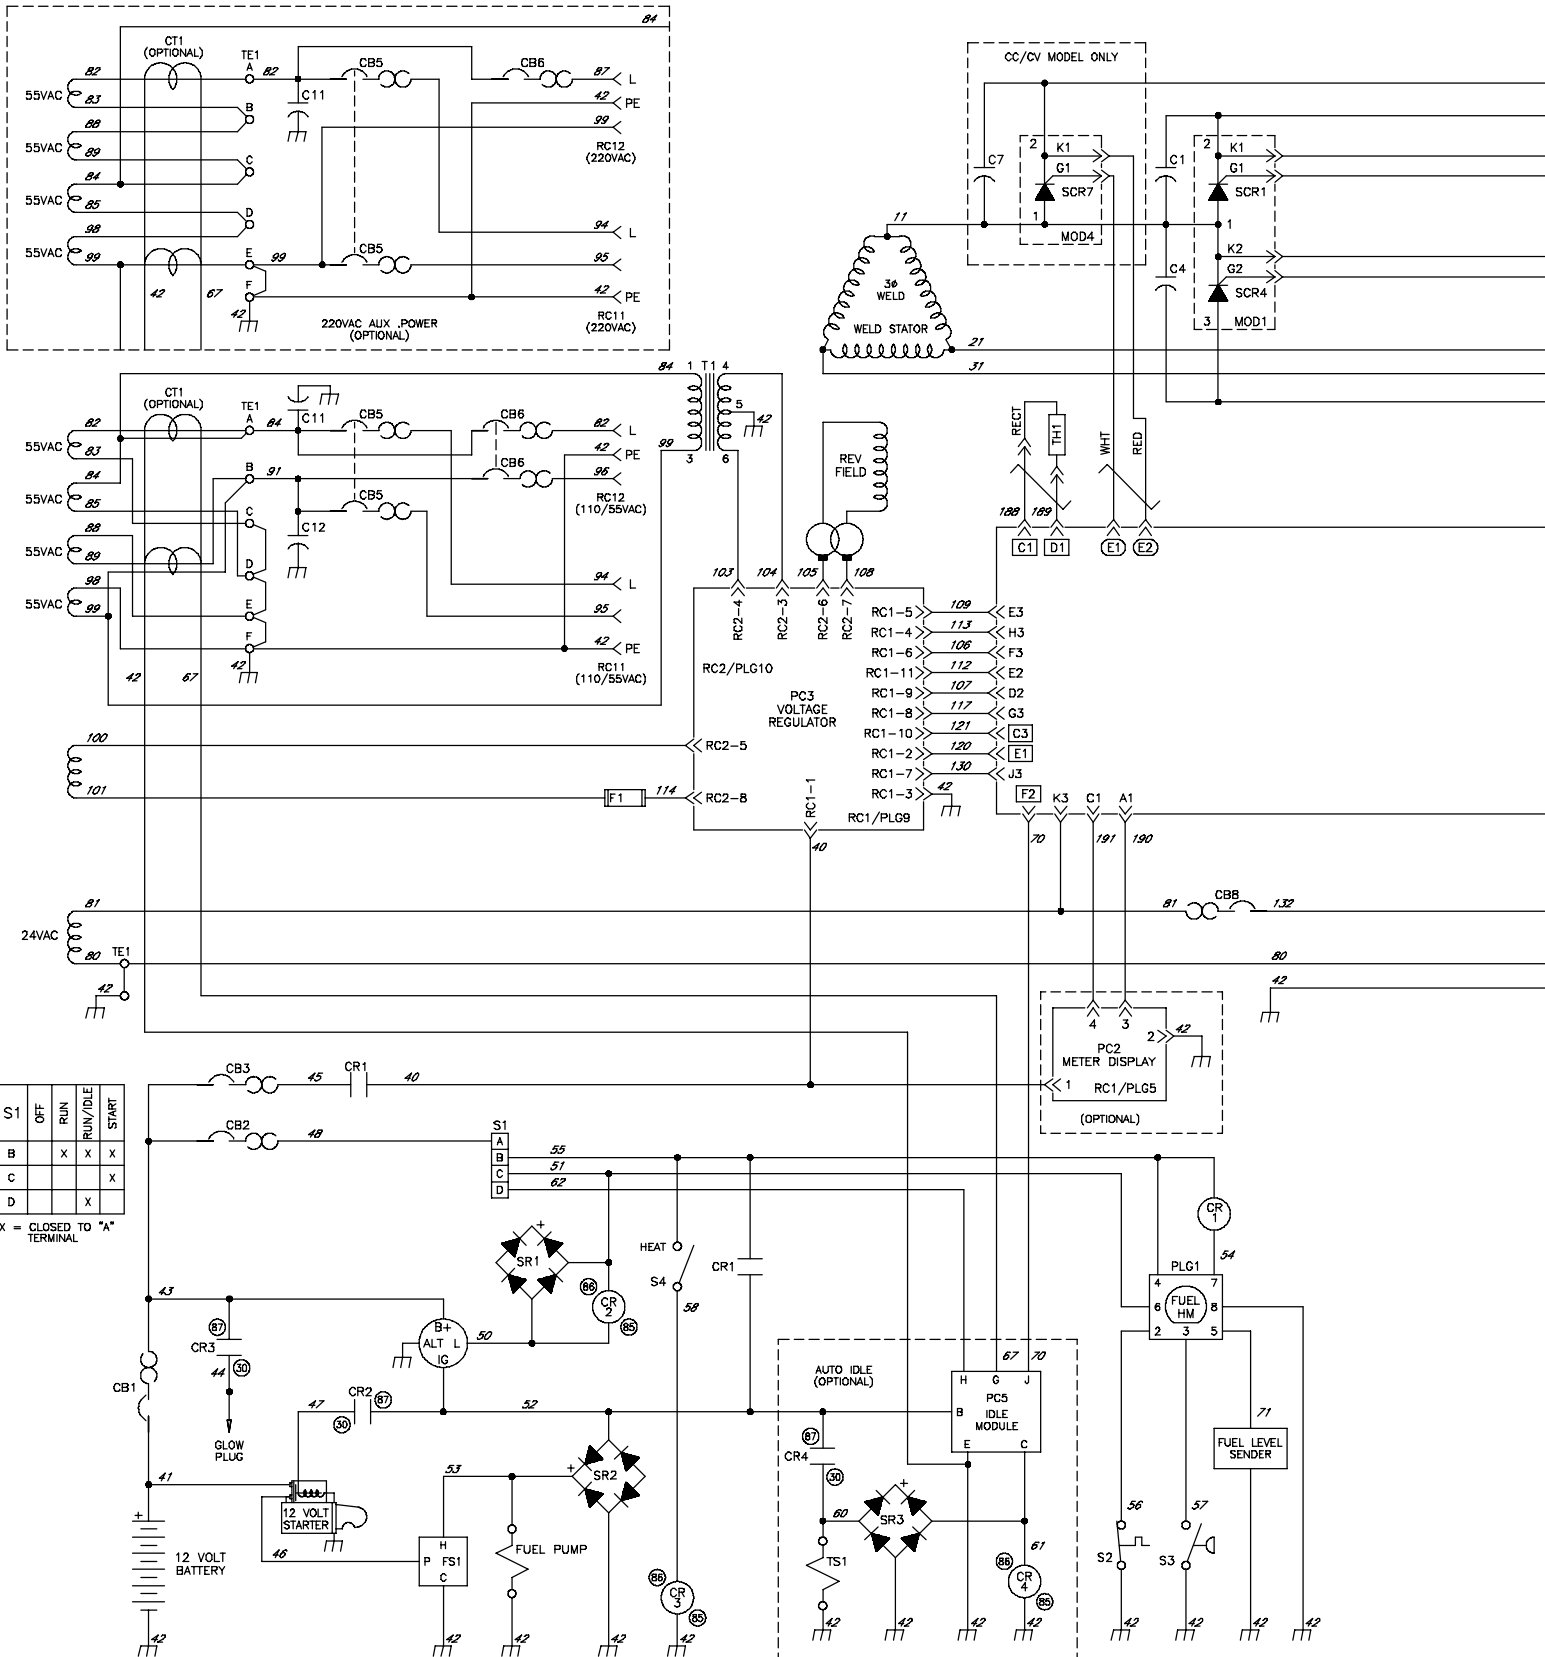 84
CT1
(OPTIONAL)
TE1
A
82
82
CB5
CB6
87
L
55VAC
83
C11
42
PE
B
99
88
RC12
(220VAC)
55VAC
89
C
84
55VAC
85
D
94
L
98
CB5
55VAC
99
E
99
95
F
42
PE
42
67
42
RC11
(220VAC)
220VAC AUX .POWER
(OPTIONAL)
CC/CV MODEL ONLY
2
K1
C7
G1
SCR7
1
MOD4
2
K1
C1
G1
SCR1
1
K2
C4
G2
SCR4
3
MOD1
11
3ø
WELD
WELD STATOR
21
31
84
1
T1
4
5
42
99
3
6
CT1
(OPTIONAL)
TE1
A
84
C11
CB5
CB6
82
L
82
55VAC
83
42
PE
B
91
CB6
96
84
RC12
(110/55VAC)
55VAC
85
CB5
C
88
C12
55VAC
89
D
98
94
L
55VAC
99
E
95
F
42
PE
42
RC11
(110/55VAC)
42
67
REV
FIELD
RECT
TH1
WHT
RED
188
189
C1
D1
E1
E2
103
104
105
108
RC2-4
RC2-3
RC2-6
RC2-7
RC2/PLG10
PC3
VOLTAGE
REGULATOR
RC1-5
109
E3
RC1-4
113
H3
RC1-6
106
F3
RC1-11
112
E2
RC1-9
107
D2
RC1-8
117
G3
RC1-10
121
C3
RC1-2
120
E1
RC1-7
130
J3
RC1-3
42
RC1/PLG9
RC1-1
40
100
RC2-5
101
F1
114
RC2-8
F2
K3
C1
A1
70
191
190
81
24VAC
80
TE1
42
81
CB8
132
80
42
4
3
2
42
PC2
METER DISPLAY
1
RC1/PLG5
(OPTIONAL)
S1
OFF
RUN
RUN/IDLE
START
B
X
X
X
C
X
D
X
X = CLOSED TO "A"
TERMINAL
CB3
45
CR1
40
CB2
48
S1
A
B
55
C
51
D
62
SR1
+
HEAT
S4
CR1
CR
1
54
PLG1
4
7
6
FUEL
HM
8
2
3
5
43
87
CR3
44
30
GLOW
PLUG
B+
ALT
L
IG
50
86
CR
2
85
58
CB1
AUTO IDLE
(OPTIONAL)
67
70
H
G
J
PC5
IDLE
MODULE
B
E
C
47
CR2
87
30
52
87
CR4
30
71
FUEL LEVEL
SENDER
41
12 VOLT
STARTER
53
+
SR2
+
60
SR3
56
57
+
12 VOLT
BATTERY
46
H
P
FS1
C
FUEL PUMP
86
CR
3
85
TS1
61
86
CR
4
85
S2
S3
42
42
42
42
42
42
42
42
42
42
42
42
42